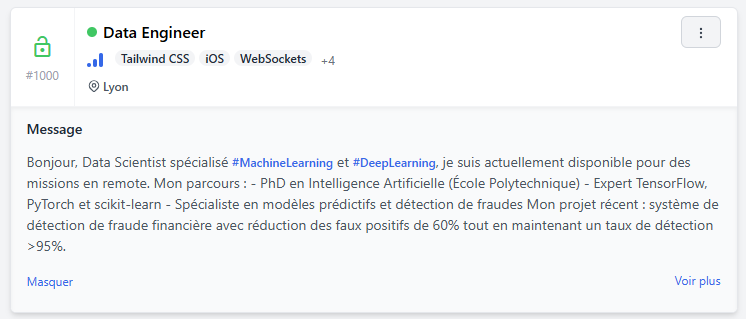 Data Engineer
#1000
Tailwind CSS iOS WebSockets +4
Lyon
Message
Bonjour, Data Scientist spécialisé #MachineLearning et #DeepLearning, je suis actuellement disponible pour des
missions en remote. Mon parcours : - PhD en Intelligence Artificielle (École Polytechnique) - Expert TensorFlow,
PyTorch et scikit-learn - Spécialiste en modèles prédictifs et détection de fraudes Mon projet récent : système de
détection de fraude financière avec réduction des faux positifs de 60% tout en maintenant un taux de détection
>95%.
Masquer
Voir plus